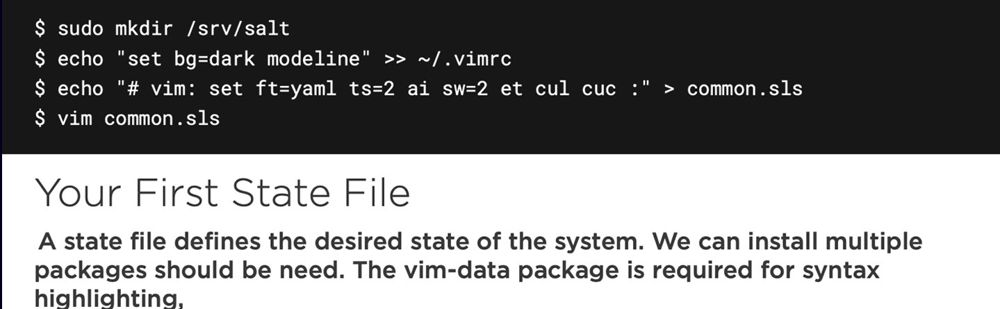 $ sudo mkdir /srv/salt
$ echo "set bg=dark modeline" >> ~/.vimrc
$ echo "# vim: set ft=yaml ts=2 ai sw=2 et cul cuc :" > common.sls
$ vim common.sls
Your First State File
A state file defines the desired state of the system. We can install multiple
packages should be need. The vim-data package is required for syntax
highlighting,